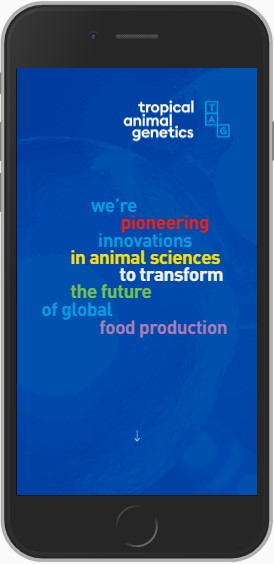 tropical
animal
genetics
T
A
G
we're
pioneering
innovations
in animal sciences
to transform
the future
of global
food production